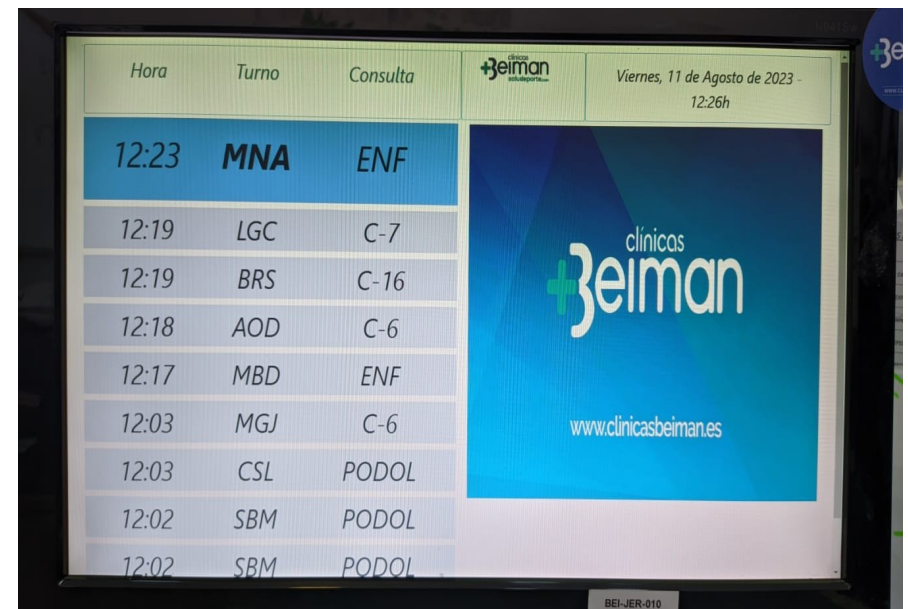 Hora Turno Consulta
clínicas
Beiman
saludeporte.com
Viernes, 11 de Agosto de 2023 -
12:26h
12:23 MNA ENF
12:19 LGC C-7
12:19 BRS C-16
12:18 AOD C-6
12:17 MBD ENF
12:03 MGJ C-6
12:03 CSL PODOL
12:02 SBM PODOL
12:02 SBM PODOL
clínicas
Beiman
www.clinicasbeiman.es
BEI-JER-010